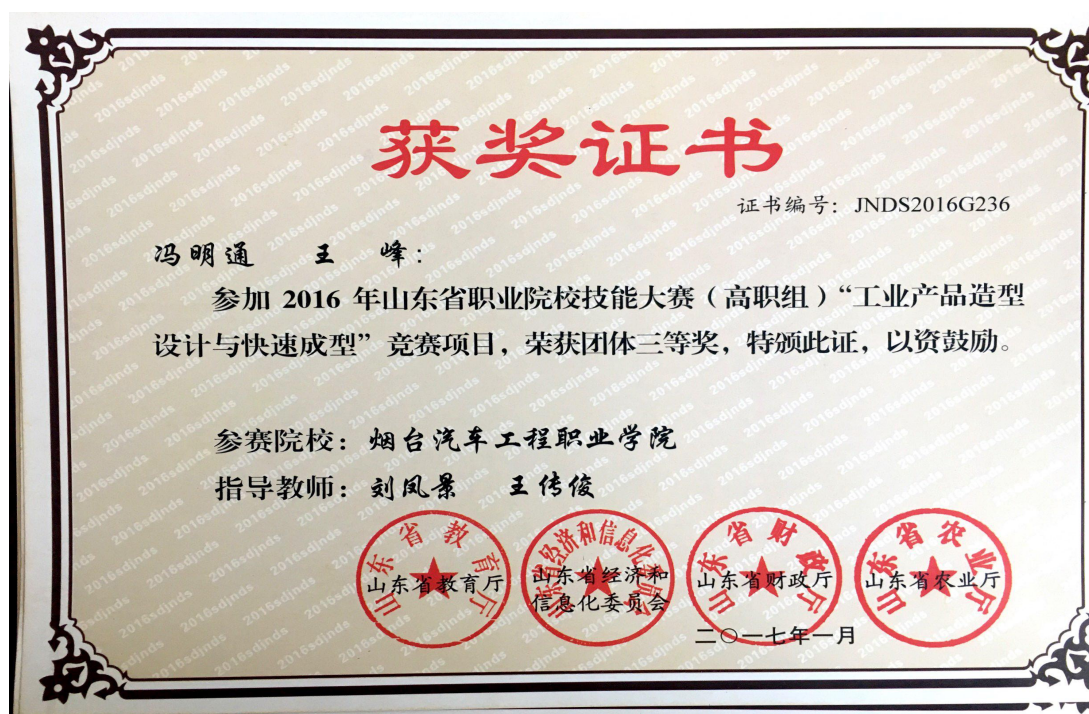 获奖证书
证书编号：JNDS2016G236
冯明通 王 峰：
参加 2016 年山东省职业院校技能大赛（高职组）“工业产品造型
设计与快速成型”竞赛项目，荣获团体三等奖，特颁此证，以资鼓励。
参赛院校：烟台汽车工程职业学院
指导教师：刘凤景 王传俊
山东省教育厅
山东省教育厅
山东省经济和信息化委员会
山东省经济和
信息化委员会
山东省财政厅
山东省财政厅
山东省农业厅
山东省农业厅
二〇一七年一月
2016sdjnds